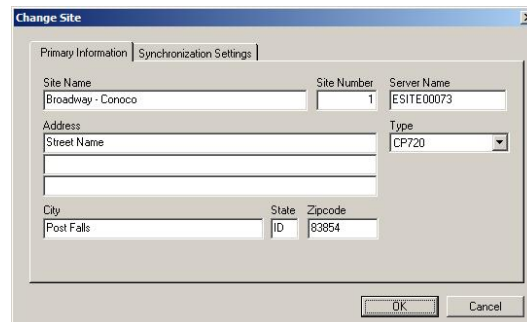 Change Site
Primary Information Synchronization Settings
Site Name Site Number Server Name
Broadway - Conoco 1 ESITE00073
Address Type
Street Name CP720
City State Zipcode
Post Falls ID 83854
OK Cancel